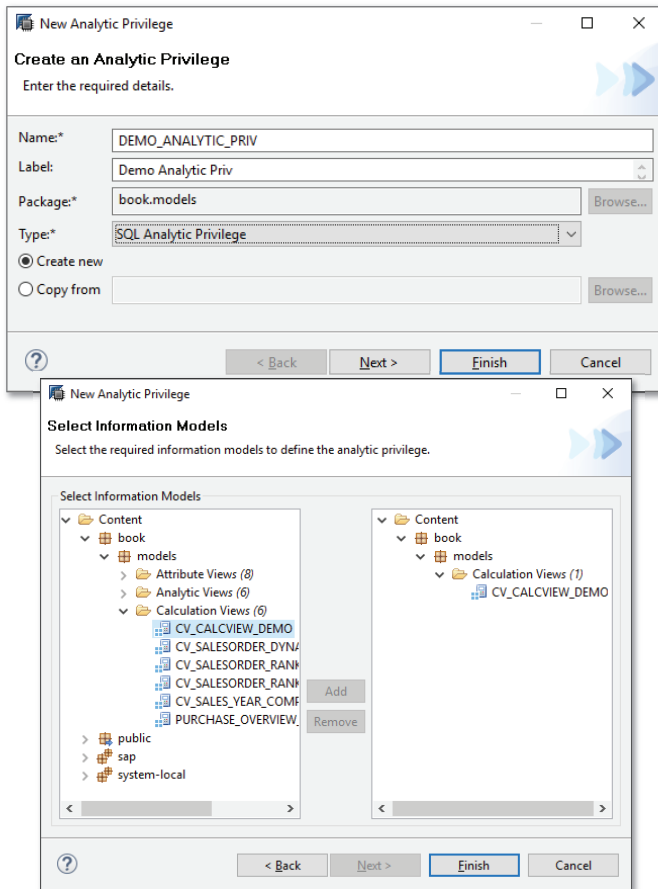 New Analytic Privilege
Create an Analytic Privilege
Enter the required details.
Name:* DEMO_ANALYTIC_PRIV
Label: Demo Analytic Priv
Package:* book.models Browse...
Type:* SQL Analytic Privilege
Create new
Copy from Browse...
? < Back Next > Finish Cancel
New Analytic Privilege
Select Information Models
Select the required information models to define the analytic privilege.
Select Information Models
Content
book
models
Attribute Views (8)
Analytic Views (6)
Calculation Views (6)
CV_CALCVIEW_DEMO
CV_SALESORDER_DYNA
CV_SALESORDER_RANK
CV_SALESORDER_RANK
CV_SALES_YEAR_COMP
PURCHASE_OVERVIEW_
public
sap
system-local
Add
Remove
Content
book
models
Calculation Views (1)
CV_CALCVIEW_DEMO
? < Back Next > Finish Cancel